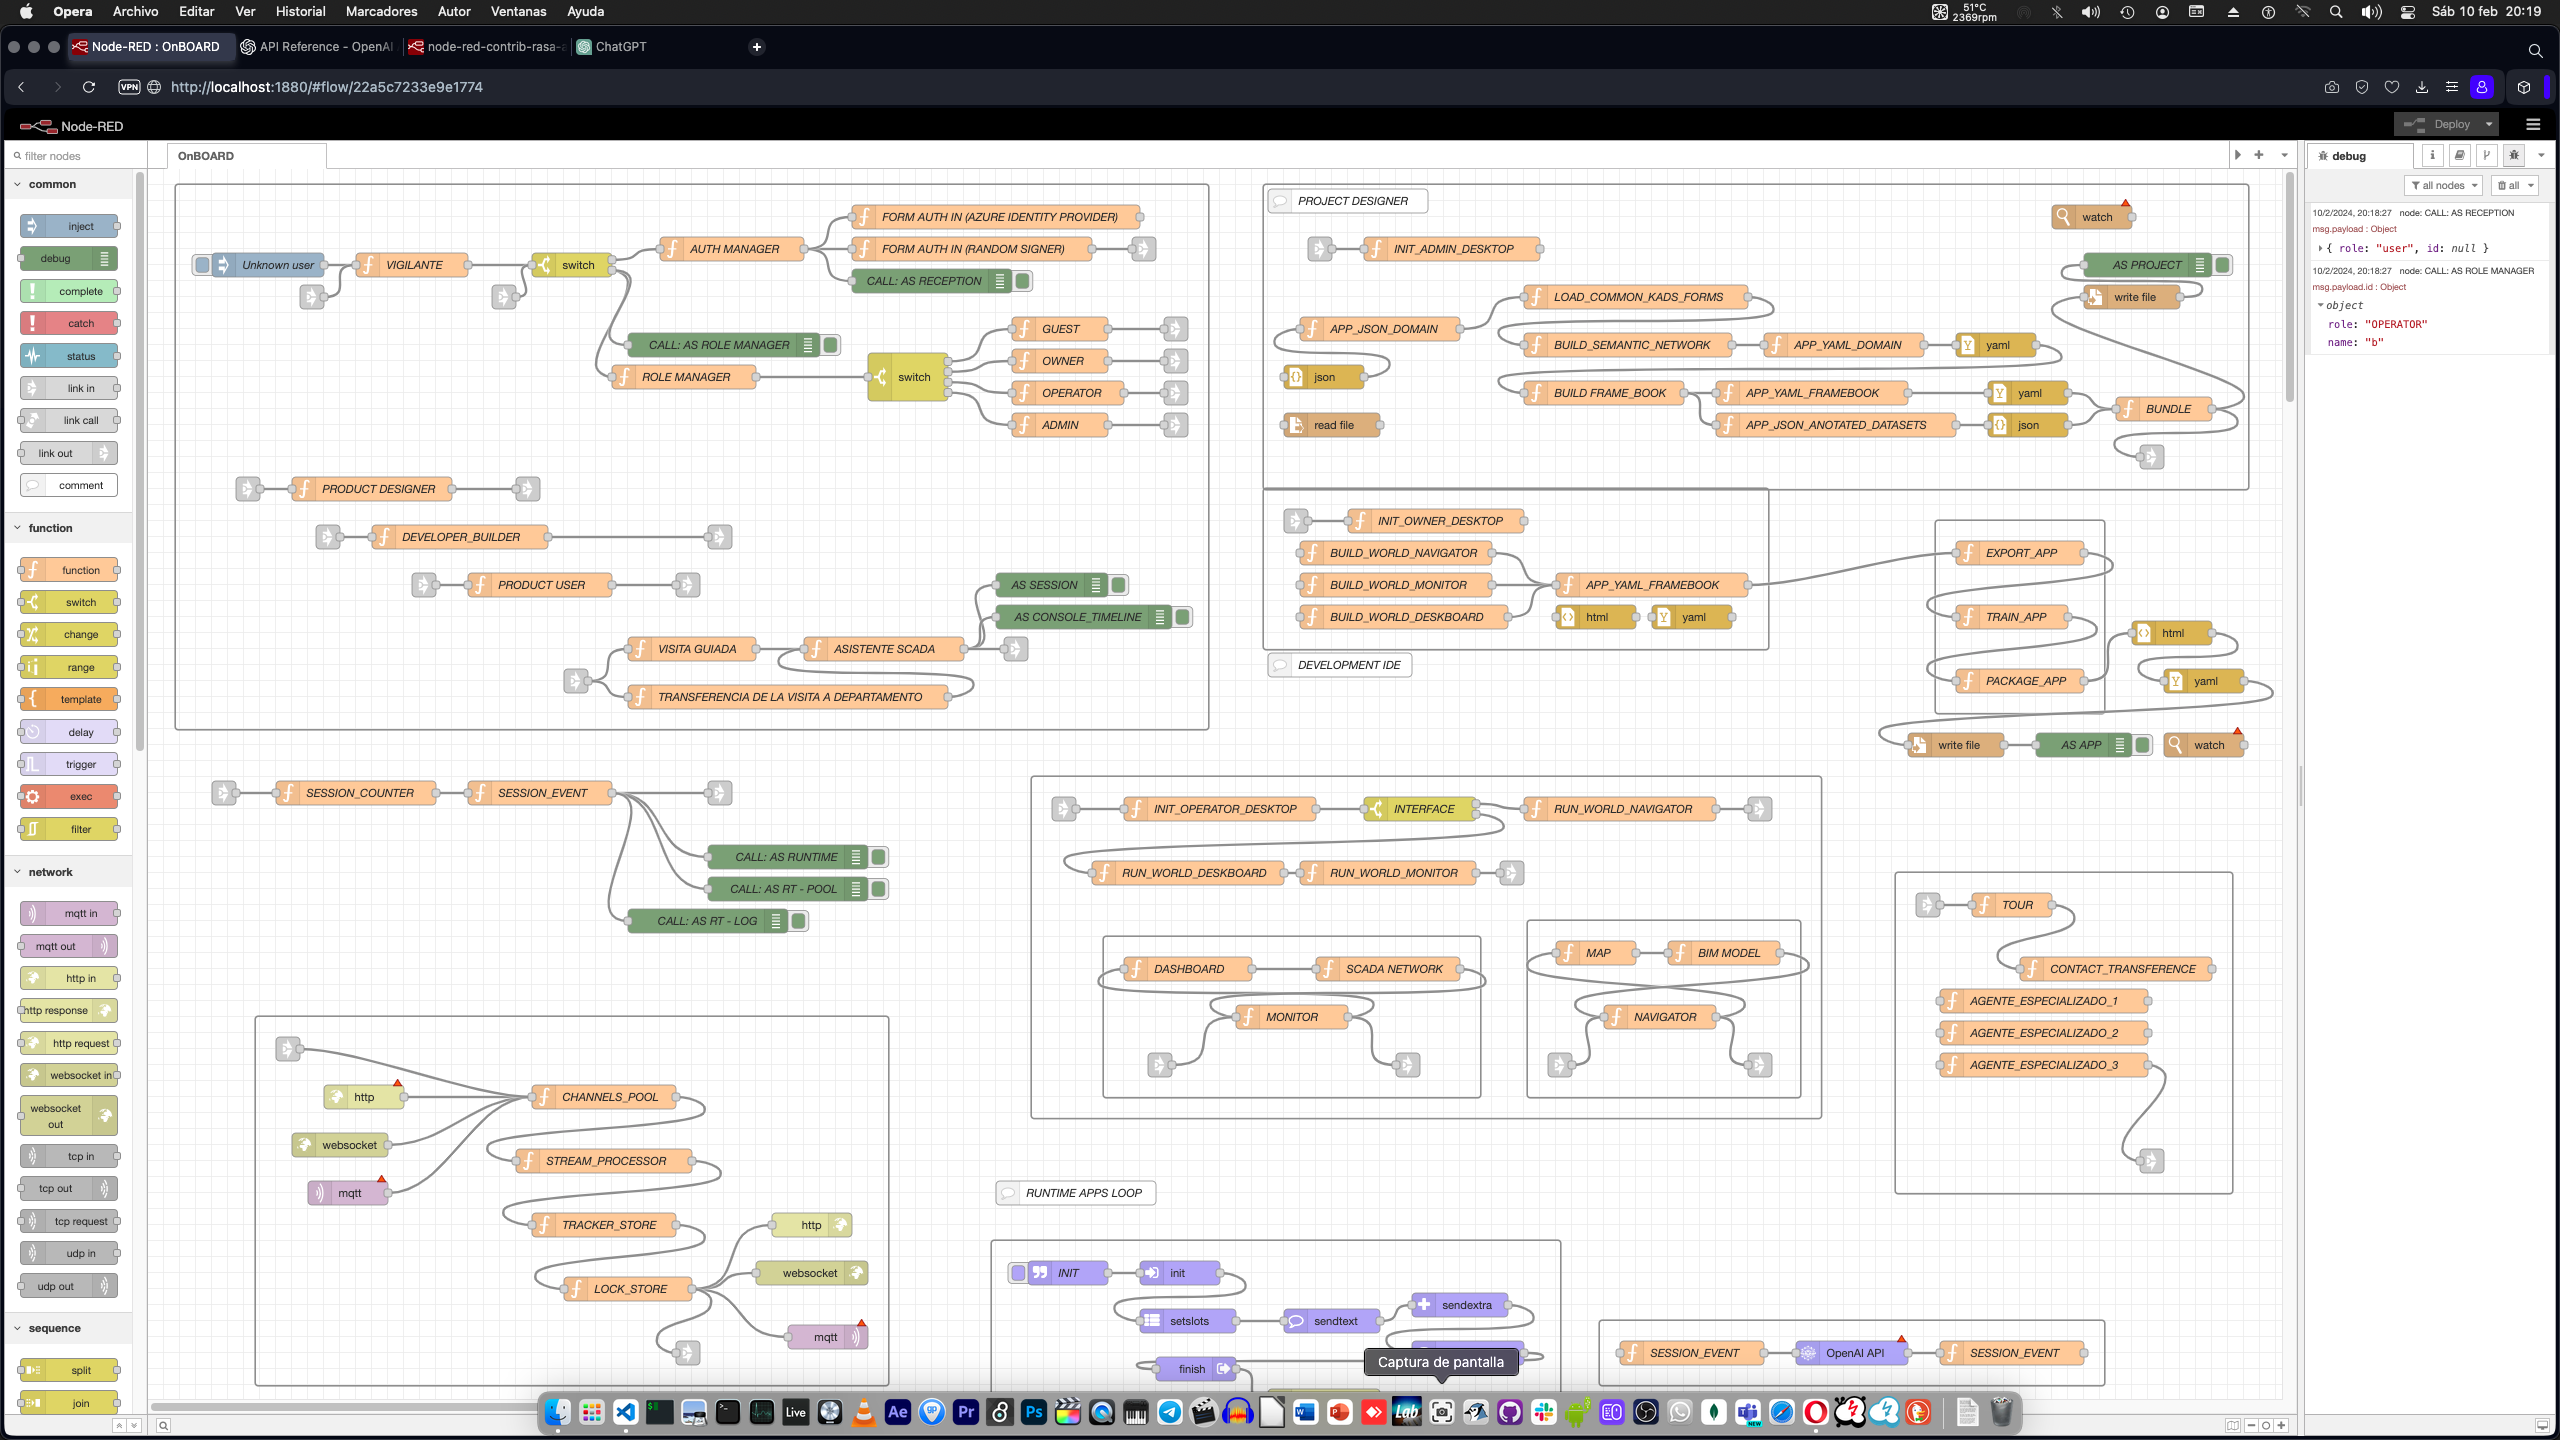 Opera Archivo Editar Ver Historial Marcadores Autor Ventanas Ayuda
51°C
2369rpm
Sáb 10 feb 20:19
Node-RED : OnBOARD
API Reference - OpenAI
node-red-contrib-rasa-a
ChatGPT
VPN
http://localhost:1880/#flow/22a5c7233e9e1774
Node-RED
Deploy
filter nodes
common
inject
debug
complete
catch
status
link in
link call
link out
comment
function
function
switch
change
range
template
delay
trigger
exec
filter
network
mqtt in
mqtt out
http in
http response
http request
websocket in
websocket
out
tcp in
tcp out
tcp request
udp in
udp out
sequence
split
join
OnBOARD
Unknown user
VIGILANTE
switch
AUTH MANAGER
FORM AUTH IN (AZURE IDENTITY PROVIDER)
FORM AUTH IN (RANDOM SIGNER)
CALL: AS RECEPTION
CALL: AS ROLE MANAGER
ROLE MANAGER
switch
GUEST
OWNER
OPERATOR
ADMIN
PRODUCT DESIGNER
DEVELOPER_BUILDER
PRODUCT USER
AS SESSION
AS CONSOLE_TIMELINE
VISITA GUIADA
ASISTENTE SCADA
TRANSFERENCIA DE LA VISITA A DEPARTAMENTO
PROJECT DESIGNER
watch
INIT_ADMIN_DESKTOP
AS PROJECT
LOAD_COMMON_KADS_FORMS
write file
APP_JSON_DOMAIN
BUILD_SEMANTIC_NETWORK
APP_YAML_DOMAIN
yaml
json
BUILD FRAME_BOOK
APP_YAML_FRAMEBOOK
yaml
BUNDLE
read file
APP_JSON_ANOTATED_DATASETS
json
INIT_OWNER_DESKTOP
BUILD_WORLD_NAVIGATOR
BUILD_WORLD_MONITOR
APP_YAML_FRAMEBOOK
BUILD_WORLD_DESKBOARD
html
yaml
DEVELOPMENT IDE
EXPORT_APP
TRAIN_APP
html
PACKAGE_APP
yaml
write file
AS APP
watch
SESSION_COUNTER
SESSION_EVENT
CALL: AS RUNTIME
CALL: AS RT - POOL
CALL: AS RT - LOG
INIT_OPERATOR_DESKTOP
INTERFACE
RUN_WORLD_NAVIGATOR
RUN_WORLD_DESKBOARD
RUN_WORLD_MONITOR
DASHBOARD
SCADA NETWORK
MONITOR
MAP
BIM MODEL
NAVIGATOR
TOUR
CONTACT_TRANSFERENCE
AGENTE_ESPECIALIZADO_1
AGENTE_ESPECIALIZADO_2
AGENTE_ESPECIALIZADO_3
http
CHANNELS_POOL
websocket
STREAM_PROCESSOR
mqtt
TRACKER_STORE
http
websocket
LOCK_STORE
mqtt
RUNTIME APPS LOOP
INIT
init
sendextra
setslots
sendtext
finish
Captura de pantalla
SESSION_EVENT
OpenAI API
SESSION_EVENT
debug
all nodes
all
10/2/2024, 20:18:27 node: CALL: AS RECEPTION
msg.payload : Object
{ role: "user", id: null }
10/2/2024, 20:18:27 node: CALL: AS ROLE MANAGER
msg.payload.id : Object
object
role: "OPERATOR"
name: "b"
Live
Ae
Pr
Ps
Lab
NEW